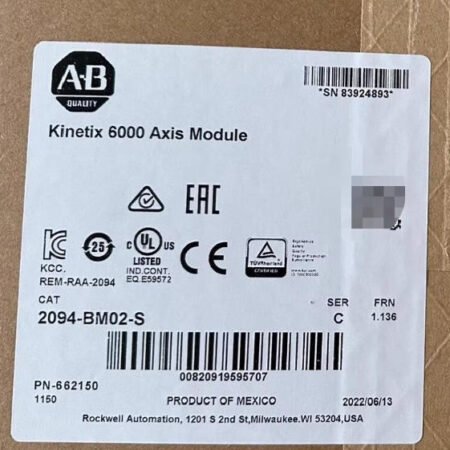 A-B
QUALITY
*SN 83924893*
Kinetix 6000 Axis Module
EAC
25
C UL US
LISTED
IND.CONT.
EQ.E59572
CE
TÜVRheinland
CERTIFIED
KCC.
REM-RAA-2094
CAT
2094-BM02-S
SER
C
FRN
1.136
00820919595707
PN-662150
1150
PRODUCT OF MEXICO
2022/06/13
Rockwell Automation, 1201 S 2nd St,Milwaukee.WI 53204,USA